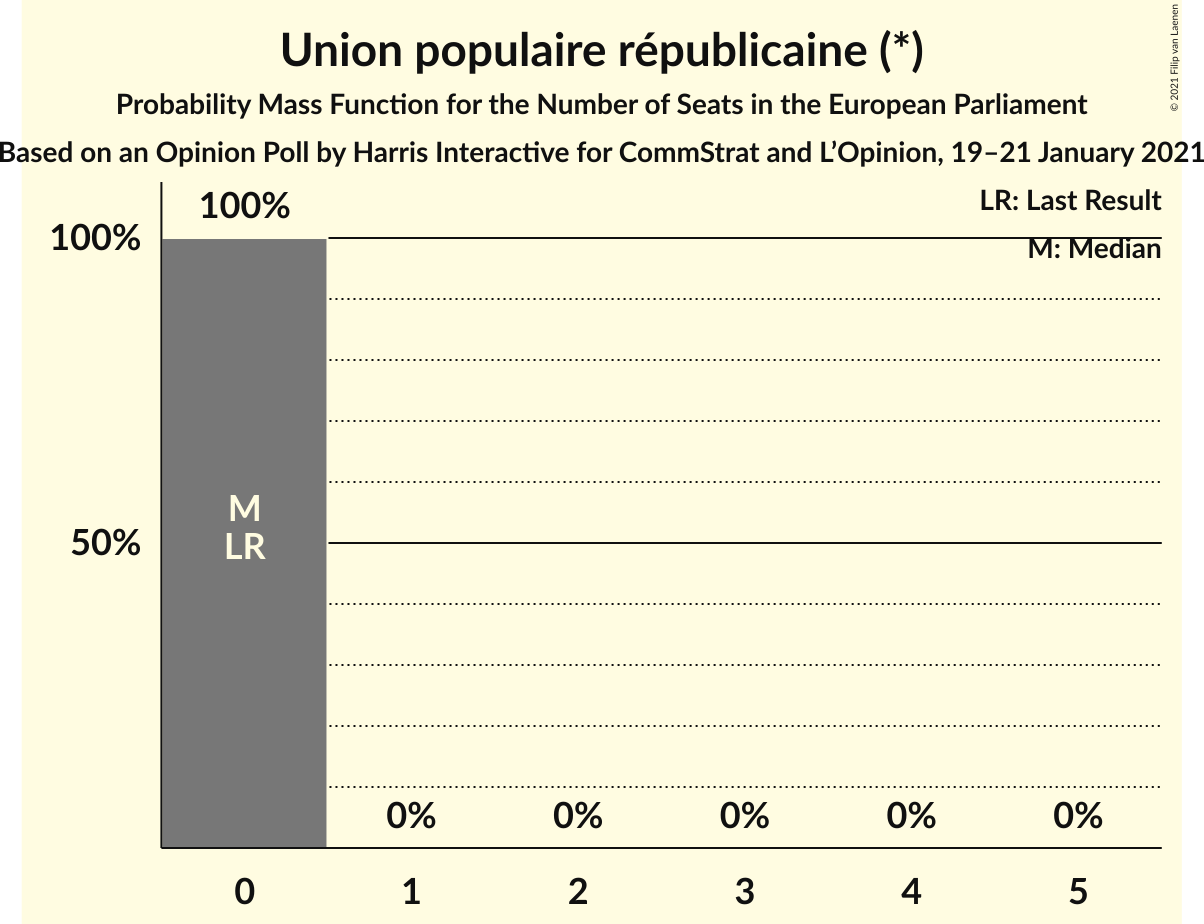 Union populaire républicaine (*)
Probability Mass Function for the Number of Seats in the European Parliament
Based on an Opinion Poll by Harris Interactive for CommStrat and L’Opinion, 19–21 January 2021
© 2021 Filip van Laenen
LR: Last Result
M: Median
100%
100%
50%
M
LR
0% 0% 0% 0% 0%
0 1 2 3 4 5